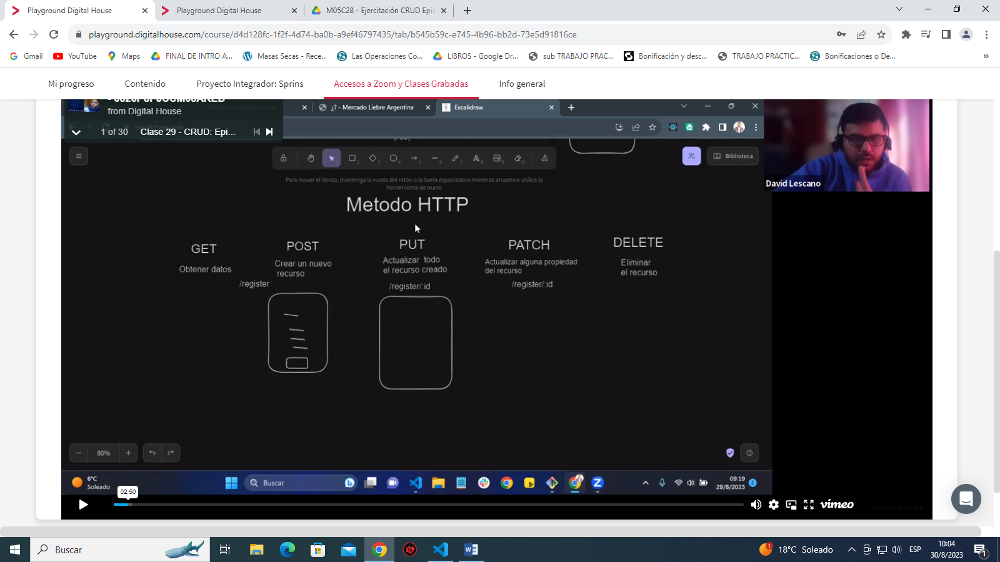 Playground Digital House
Playground Digital House
M05C28 - Ejercitación CRUD Epis
playground.digitalhouse.com/course/d4d128fc-1f2f-4d74-ba0b-a9ef46797435/tab/b545b59c-e745-4b96-bb2d-73e5d91816ce
Gmail
YouTube
Maps
FINAL DE INTRO A...
Masas Secas - Rece...
Las Operaciones Co...
LIBROS - Google Dr...
sub TRABAJO PRAC...
Bonificación y desc...
TRABAJO PRACTIC...
Bonificaciones o De...
»
Mi progreso
Contenido
Proyecto Integrador: Sprins
Accesos a Zoom y Clases Grabadas
Info general
from Digital House
1 of 30
Clase 29 - CRUD: Epi...
¿? - Mercado Liebre Argentina
Excalidraw
Biblioteca
Para mover el lienzo, mantenga la rueda del ratón o la barra espaciadora mientras arrastra o utilice la
herramienta de mano
David Lescano
Metodo HTTP
GET
Obtener datos
POST
Crear un nuevo
recurso
/register
PUT
Actualizar todo
el recurso creado
/register/:id
PATCH
Actualizar alguna propiedad
del recurso
/register/:id
DELETE
Eliminar
el recurso
80%
6°C
Soleado
Buscar
09:19
29/8/2023
2
02:50
vimeo
DIGITALHOUSE
Buscar
1
18°C Soleado
ESP
10:04
30/8/2023
1